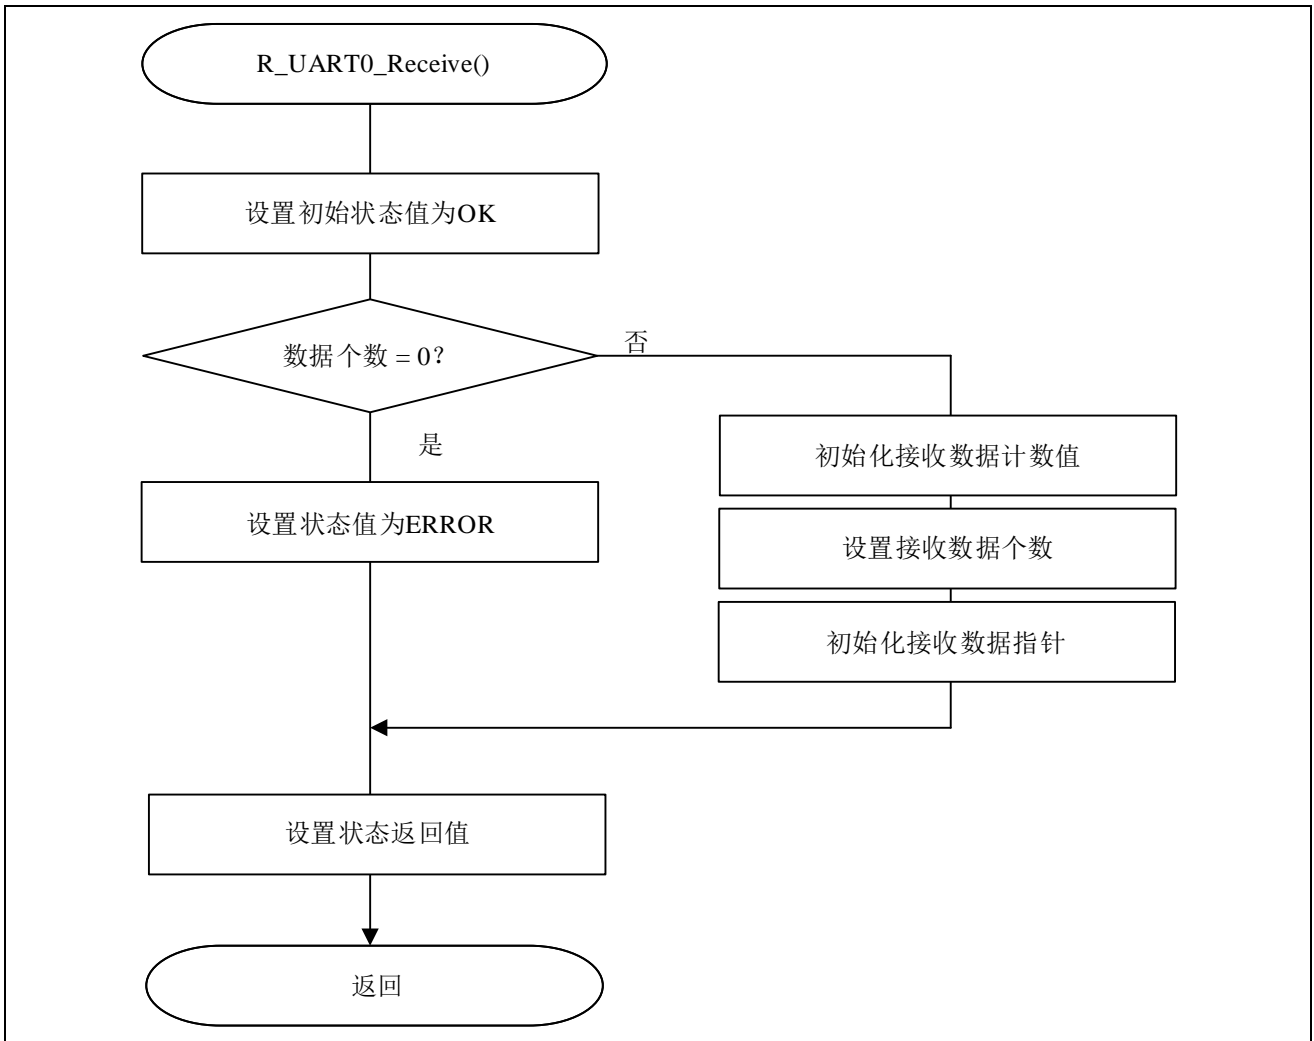 R_UART0_Receive()
设置初始状态值为OK
数据个数 = 0？
否
是
初始化接收数据计数值
设置状态值为ERROR
设置接收数据个数
初始化接收数据指针
设置状态返回值
返回